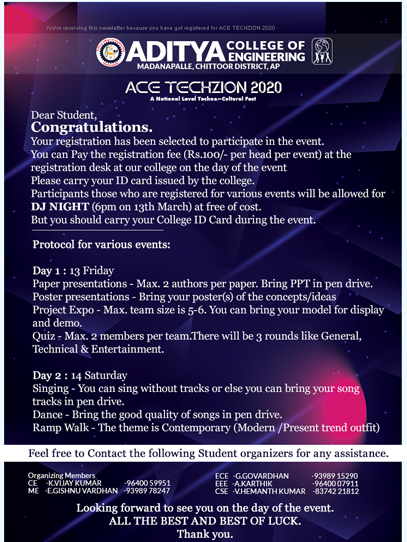 You're receiving this newsletter because you have got registered for ACE TECHZION 2020
ADITYA COLLEGE OF
ENGINEERING
MADANAPALLE, CHITTOOR DISTRICT, AP
ACE TECHZION 2020
A National Level Techno-Cultural Fest
Dear Student,
Congratulations.
Your registration has been selected to participate in the event.
You can Pay the registration fee (Rs.100/- per head per event) at the
registration desk at our college on the day of the event
Please carry your ID card issued by the college.
Participants those who are registered for various events will be allowed for
DJ NIGHT (6pm on 13th March) at free of cost.
But you should carry your College ID Card during the event.
Protocol for various events:
Day 1 : 13 Friday
Paper presentations - Max. 2 authors per paper. Bring PPT in pen drive.
Poster presentations - Bring your poster(s) of the concepts/ideas
Project Expo - Max. team size is 5-6. You can bring your model for display
and demo.
Quiz - Max. 2 members per team.There will be 3 rounds like General,
Technical & Entertainment.
Day 2 : 14 Saturday
Singing - You can sing without tracks or else you can bring your song
tracks in pen drive.
Dance - Bring the good quality of songs in pen drive.
Ramp Walk - The theme is Contemporary (Modern /Present trend outfit)
Feel free to Contact the following Student organizers for any assistance.
Organizing Members
CE -K.VIJAY KUMAR -96400 59951
ME -E.GISHNU VARDHAN -93989 78247
ECE -G.GOVARDHAN -93989 15290
EEE -A.KARTHIK -96400 07911
CSE -V.HEMANTH KUMAR -83742 21812
Looking forward to see you on the day of the event.
ALL THE BEST AND BEST OF LUCK.
Thank you.